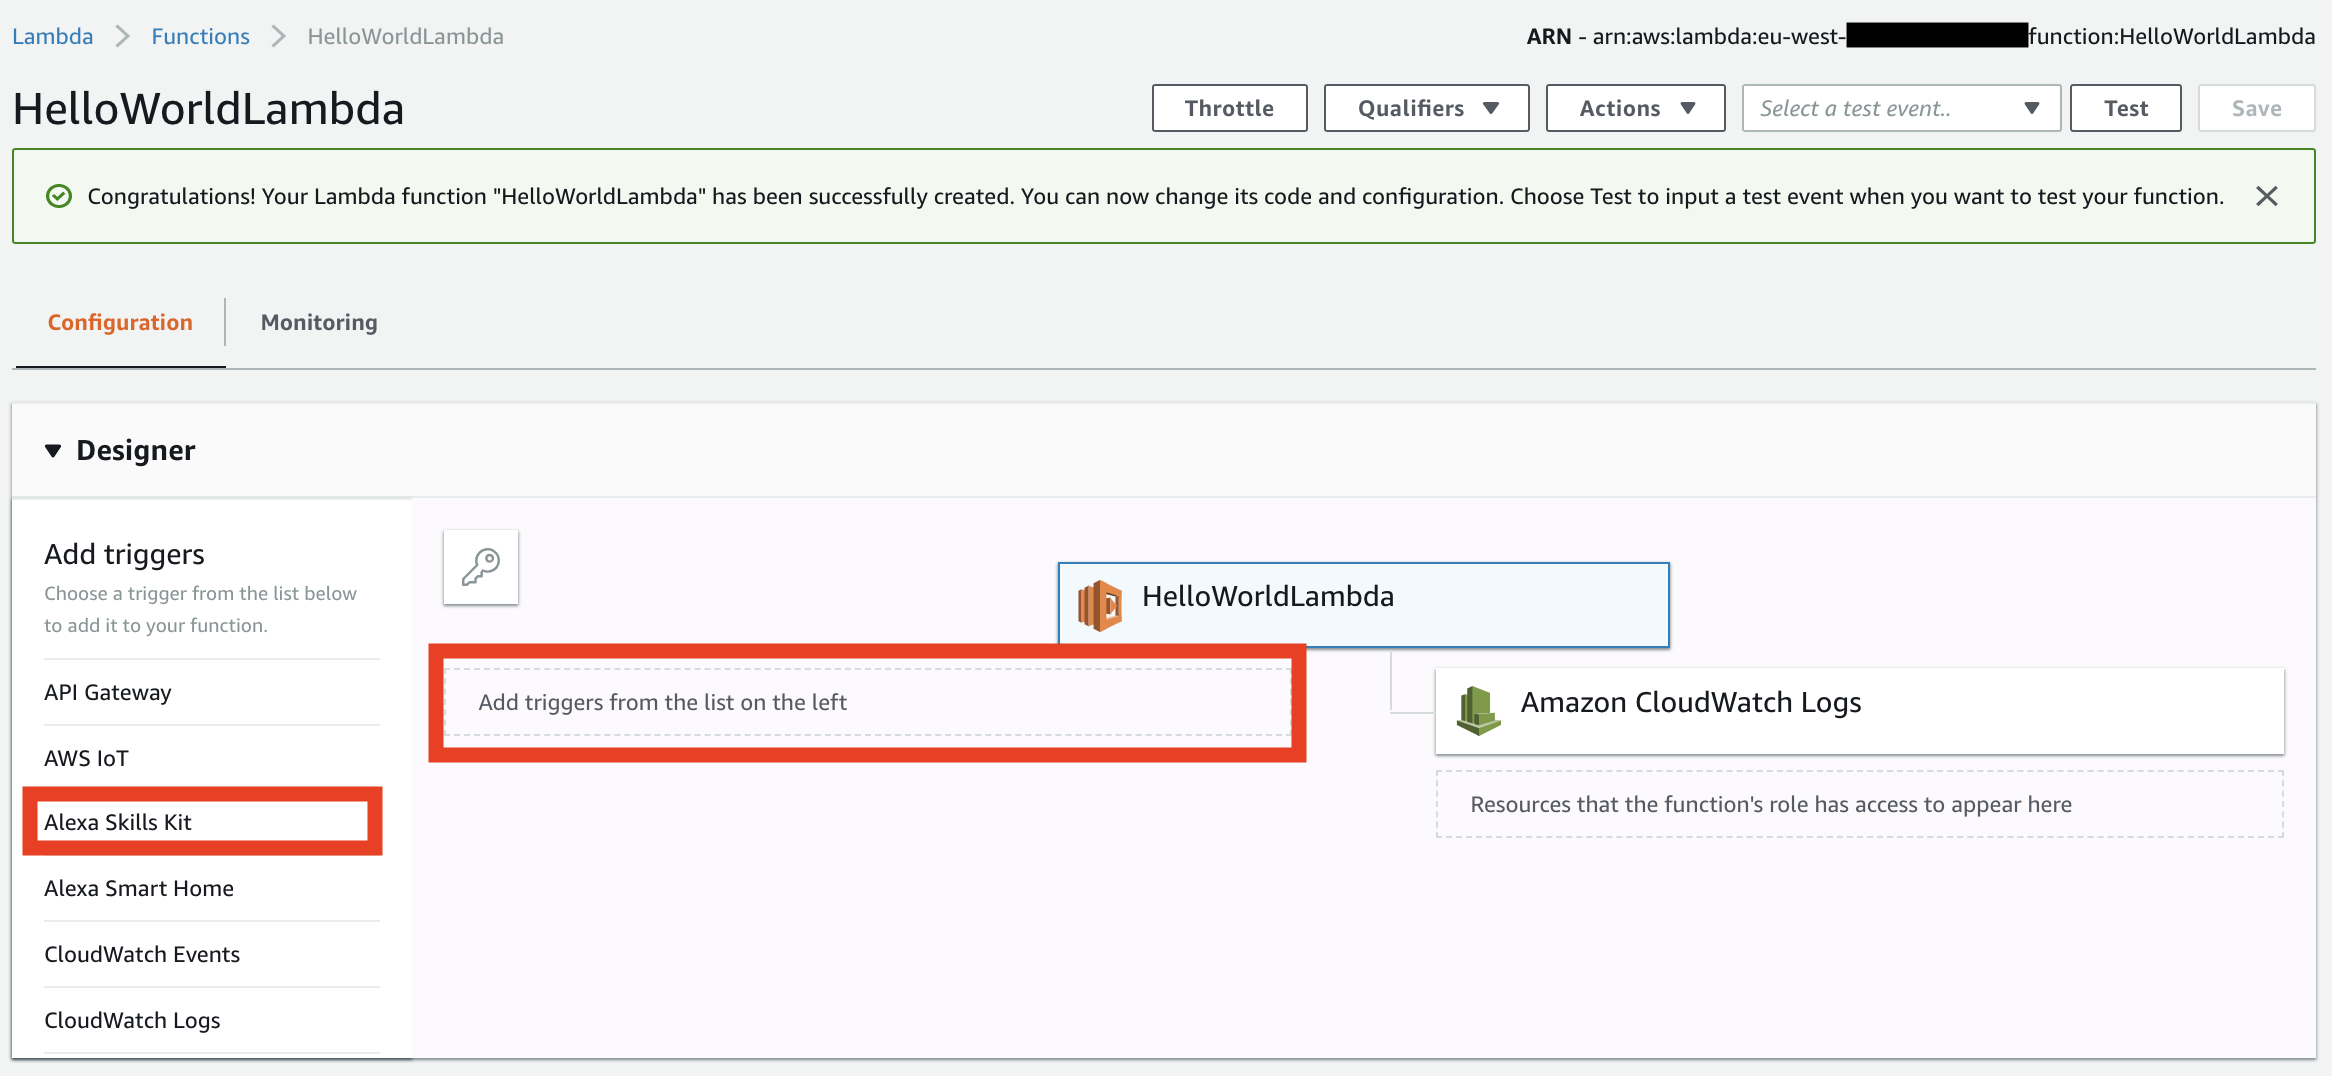 Lambda > Functions > HelloWorldLambda
ARN - arn:aws:lambda:eu-west-
function:HelloWorldLambda
HelloWorldLambda
Throttle
Qualifiers
Actions
Select a test event..
Test
Save
Congratulations! Your Lambda function "HelloWorldLambda" has been successfully created. You can now change its code and configuration. Choose Test to input a test event when you want to test your function.
Configuration
Monitoring
Designer
Add triggers
Choose a trigger from the list below
to add it to your function.
API Gateway
AWS IoT
Alexa Skills Kit
Alexa Smart Home
CloudWatch Events
CloudWatch Logs
HelloWorldLambda
Add triggers from the list on the left
Amazon CloudWatch Logs
Resources that the function's role has access to appear here